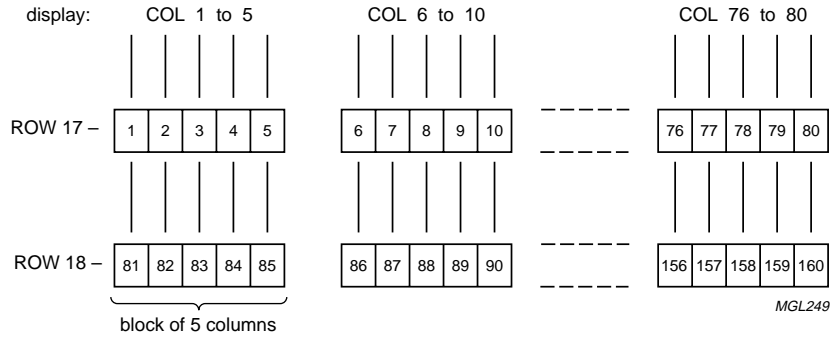 display: COL 1 to 5 COL 6 to 10 COL 76 to 80
ROW 17 – 1 2 3 4 5 6 7 8 9 10 76 77 78 79 80
ROW 18 – 81 82 83 84 85 86 87 88 89 90 156 157 158 159 160
MGL249
block of 5 columns